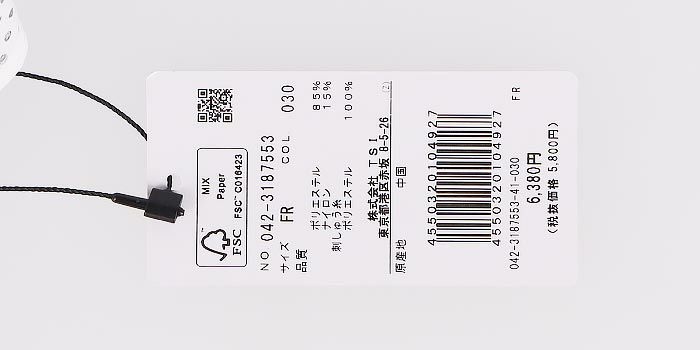 MIX
Paper
FSC™ C016423
FSC
NO 042-3187553 COL 030
サイズ FR
品質
ポリエステル 85%
ナイロン 15%
刺しゅう糸
ポリエステル 100%
(2)
株式会社 TSI
東京都港区赤坂 8-5-26
原産地 中国
4550320104927
4550320104927
042-3187553-41-030
FR
6,380円
(税抜価格 5,800円)